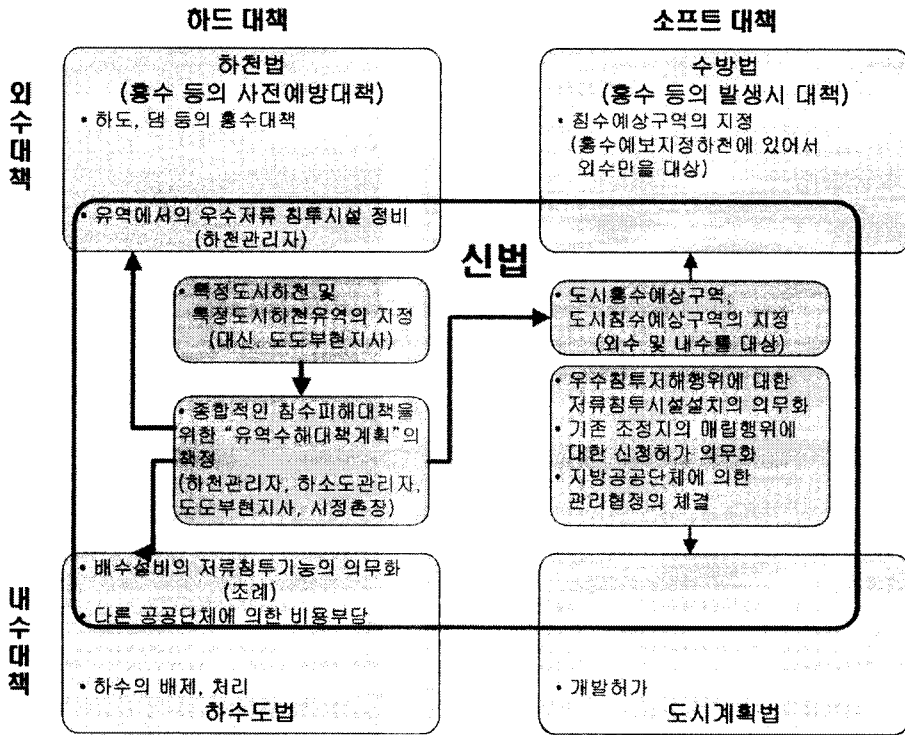 하드 대책
소프트 대책
외수대책
하천법
(홍수 등의 사전예방대책)
• 하도, 댐 등의 홍수대책
• 유역에서의 우수저류 침투시설 정비
(하천관리자)
수방법
(홍수 등의 발생시 대책)
• 침수예상구역의 지정
(홍수예보지정하천에 있어서
외수만을 대상)
신법
• 특정도시하천 및
특정도시하천유역의 지정
(대신, 도도부현지사)
• 종합적인 침수피해대책을
위한 “유역수해대책계획”의
책정
(하천관리자, 하소도관리자,
도도부현지사, 시정촌장)
• 도시홍수예상구역,
도시침수예상구역의 지정
(외수 및 내수를 대상)
• 우수침투저해행위에 대한
저류침투시설설치의 의무화
• 기존 조정지의 매립행위에
대한 신청허가 의무화
• 지방공공단체에 의한
관리협정의 체결
내수대책
• 배수설비의 저류침투기능의 의무화
(조례)
• 다른 공공단체에 의한 비용부담
• 하수의 배제, 처리
하수도법
• 개발허가
도시계획법